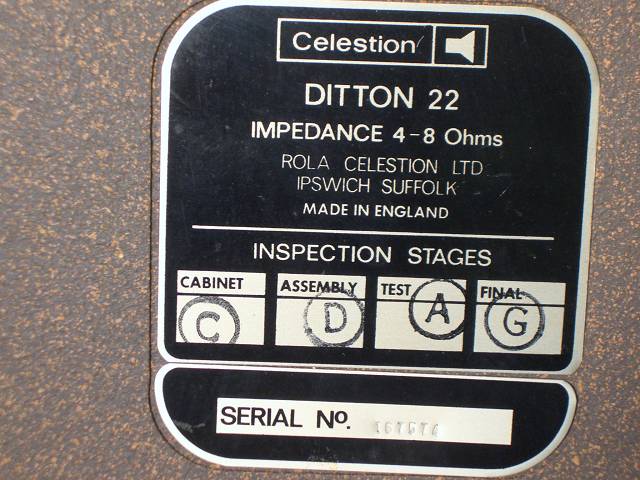 Celestion
DITTON 22
IMPEDANCE 4-8 Ohms
ROLA CELESTION LTD
IPSWICH SUFFOLK
MADE IN ENGLAND
INSPECTION STAGES
CABINET ASSEMBLY TEST FINAL
C D A G
SERIAL No.